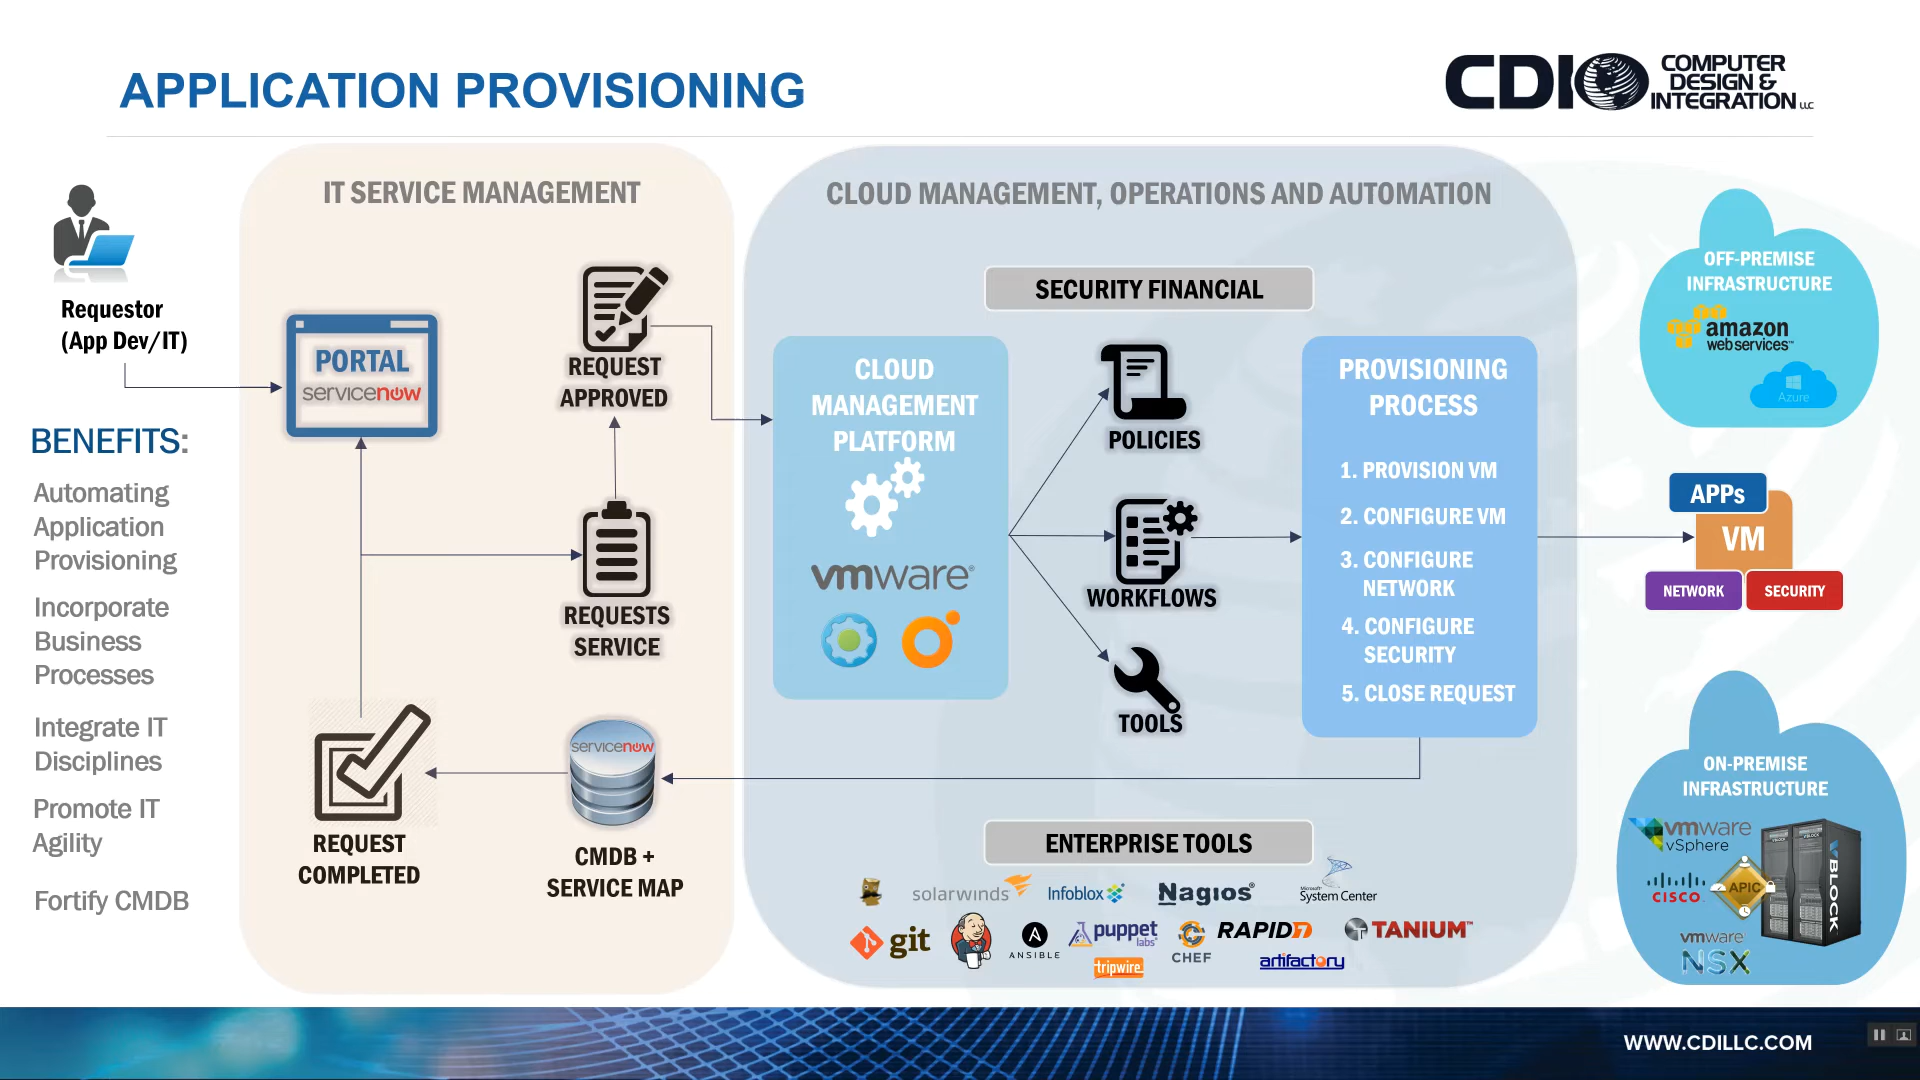 APPLICATION PROVISIONING
CDI COMPUTER
DESIGN &
INTEGRATION LLC
Requestor
(App Dev/IT)
BENEFITS:
Automating
Application
Provisioning
Incorporate
Business
Processes
Integrate IT
Disciplines
Promote IT
Agility
Fortify CMDB
IT SERVICE MANAGEMENT
PORTAL
servicenow
REQUEST
APPROVED
REQUESTS
SERVICE
REQUEST
COMPLETED
servicenow
CMDB +
SERVICE MAP
CLOUD MANAGEMENT, OPERATIONS AND AUTOMATION
SECURITY FINANCIAL
CLOUD
MANAGEMENT
PLATFORM
vmware®
POLICIES
WORKFLOWS
TOOLS
PROVISIONING
PROCESS
1. PROVISION VM
2. CONFIGURE VM
3. CONFIGURE
NETWORK
4. CONFIGURE
SECURITY
5. CLOSE REQUEST
ENTERPRISE TOOLS
solarwinds
Infoblox
Nagios®
Microsoft
System Center
git
ANSIBLE
puppet
labs
CHEF
RAPID7
TANIUM™
tripwire
artifactory
OFF-PREMISE
INFRASTRUCTURE
amazon
webservices™
Azure
APPs
VM
NETWORK
SECURITY
ON-PREMISE
INFRASTRUCTURE
vmware
vSphere
CISCO
APIC
VBLOCK
vmware
NSX
WWW.CDILLC.COM